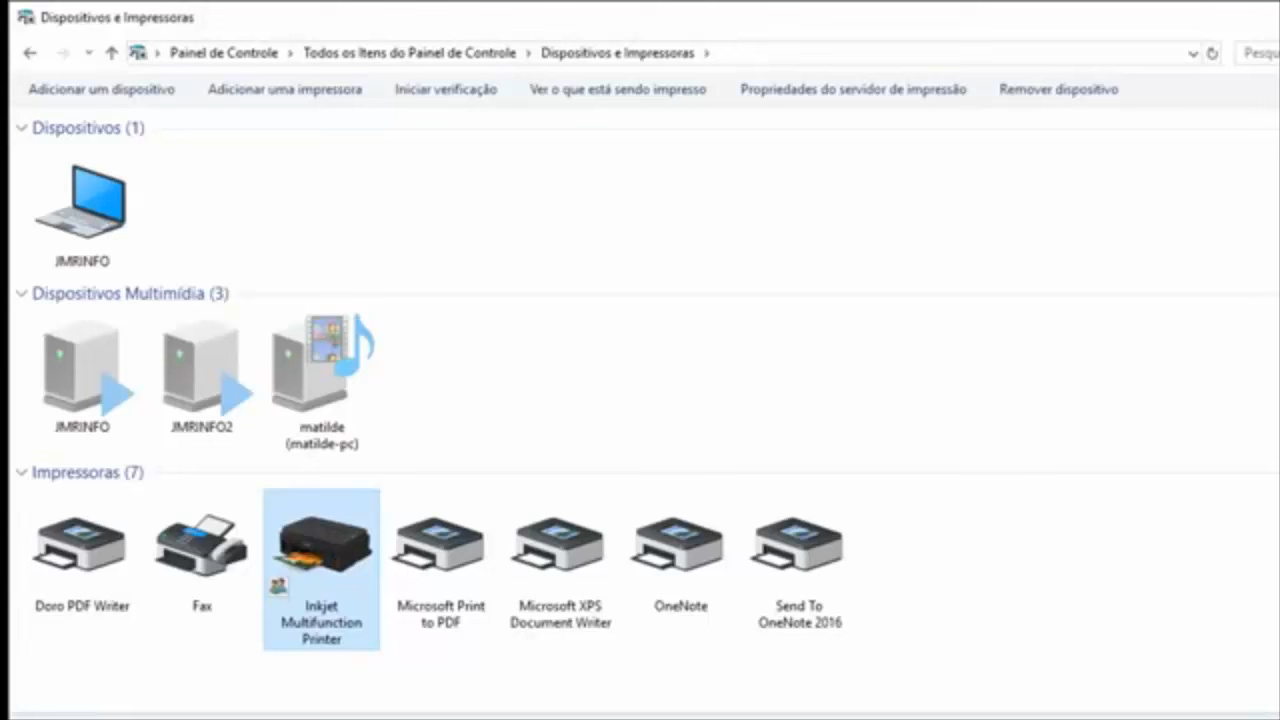 Dispositivos e Impressoras
Painel de Controle > Todos os Itens do Painel de Controle > Dispositivos e Impressoras >
Adicionar um dispositivo Adicionar uma impressora Iniciar verificação Ver o que está sendo impresso Propriedades do servidor de impressão Remover dispositivo
Dispositivos (1)
JMRINFO
Dispositivos Multimídia (3)
JMRINFO JMRINFO2 matilde
(matilde-pc)
Impressoras (7)
Doro PDF Writer Fax Inkjet Microsoft Print Microsoft XPS OneNote Send To
Multifunction to PDF Document Writer OneNote 2016
Printer